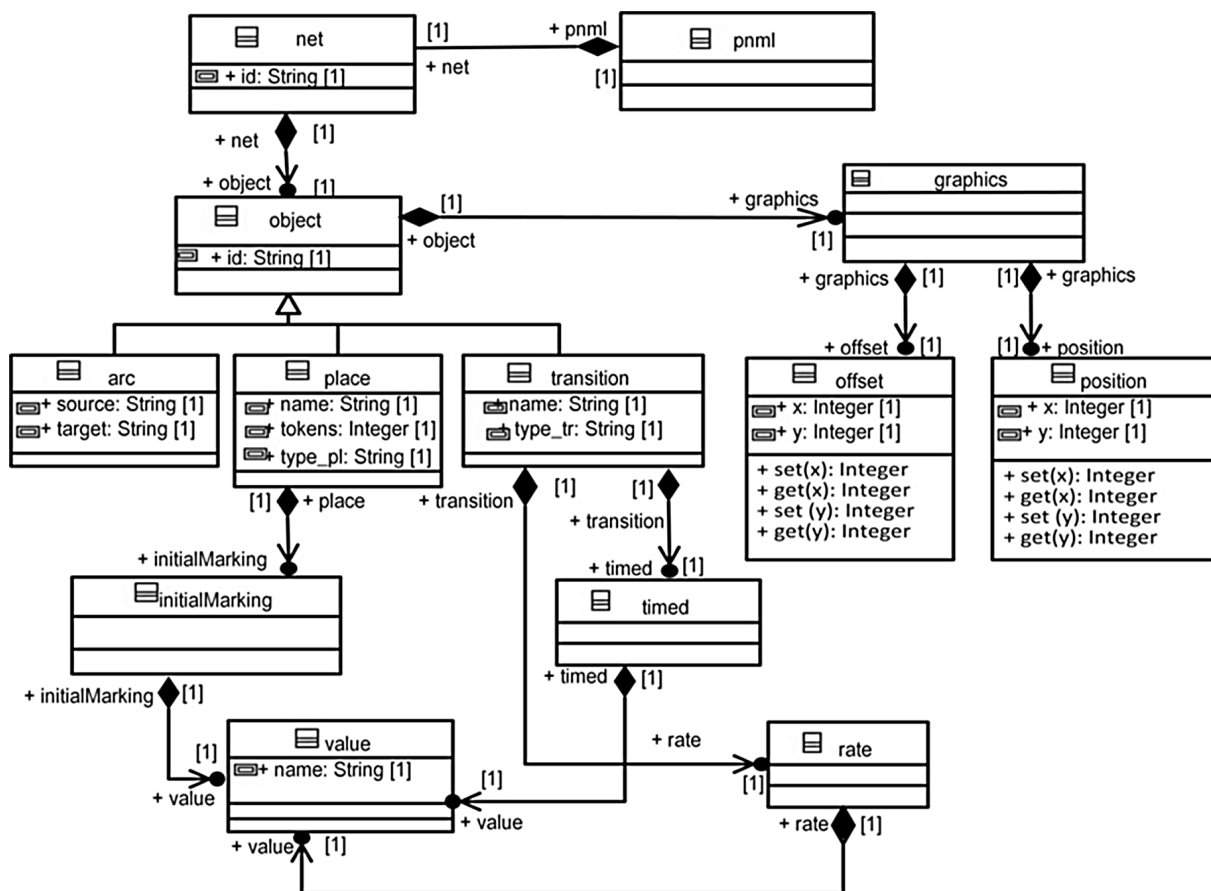 net
+ id: String [1]
[1]
+ net
+ pnml
[1]
pnml
+ net
[1]
+ object
[1]
object
+ id: String [1]
[1]
+ object
+ graphics
[1]
graphics
+ graphics
[1]
[1]
+ graphics
+ offset
[1]
[1]
+ position
arc
+ source: String [1]
+ target: String [1]
place
+ name: String [1]
+ tokens: Integer [1]
+ type_pl: String [1]
transition
+name: String [1]
+ type_tr: String [1]
offset
+ x: Integer [1]
+ y: Integer [1]
+ set(x): Integer
+ get(x): Integer
+ set (y): Integer
+ get(y): Integer
position
+ x: Integer [1]
+ y: Integer [1]
+ set(x): Integer
+ get(x): Integer
+ set (y): Integer
+ get(y): Integer
[1]
+ place
+ transition
[1]
[1]
+ transition
+ initialMarking
+ timed
[1]
initialMarking
timed
+ initialMarking
[1]
+ timed
[1]
[1]
+ value
value
+ name: String [1]
[1]
+ value
+ rate
[1]
rate
+ value
[1]
+ rate
[1]